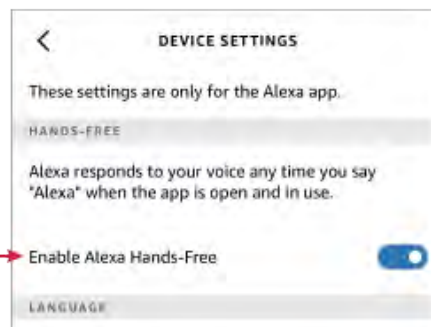 DEVICE SETTINGS
These settings are only for the Alexa app.
HANDS-FREE
Alexa responds to your voice any time you say
"Alexa" when the app is open and in use.
Enable Alexa Hands-Free
LANGUAGE